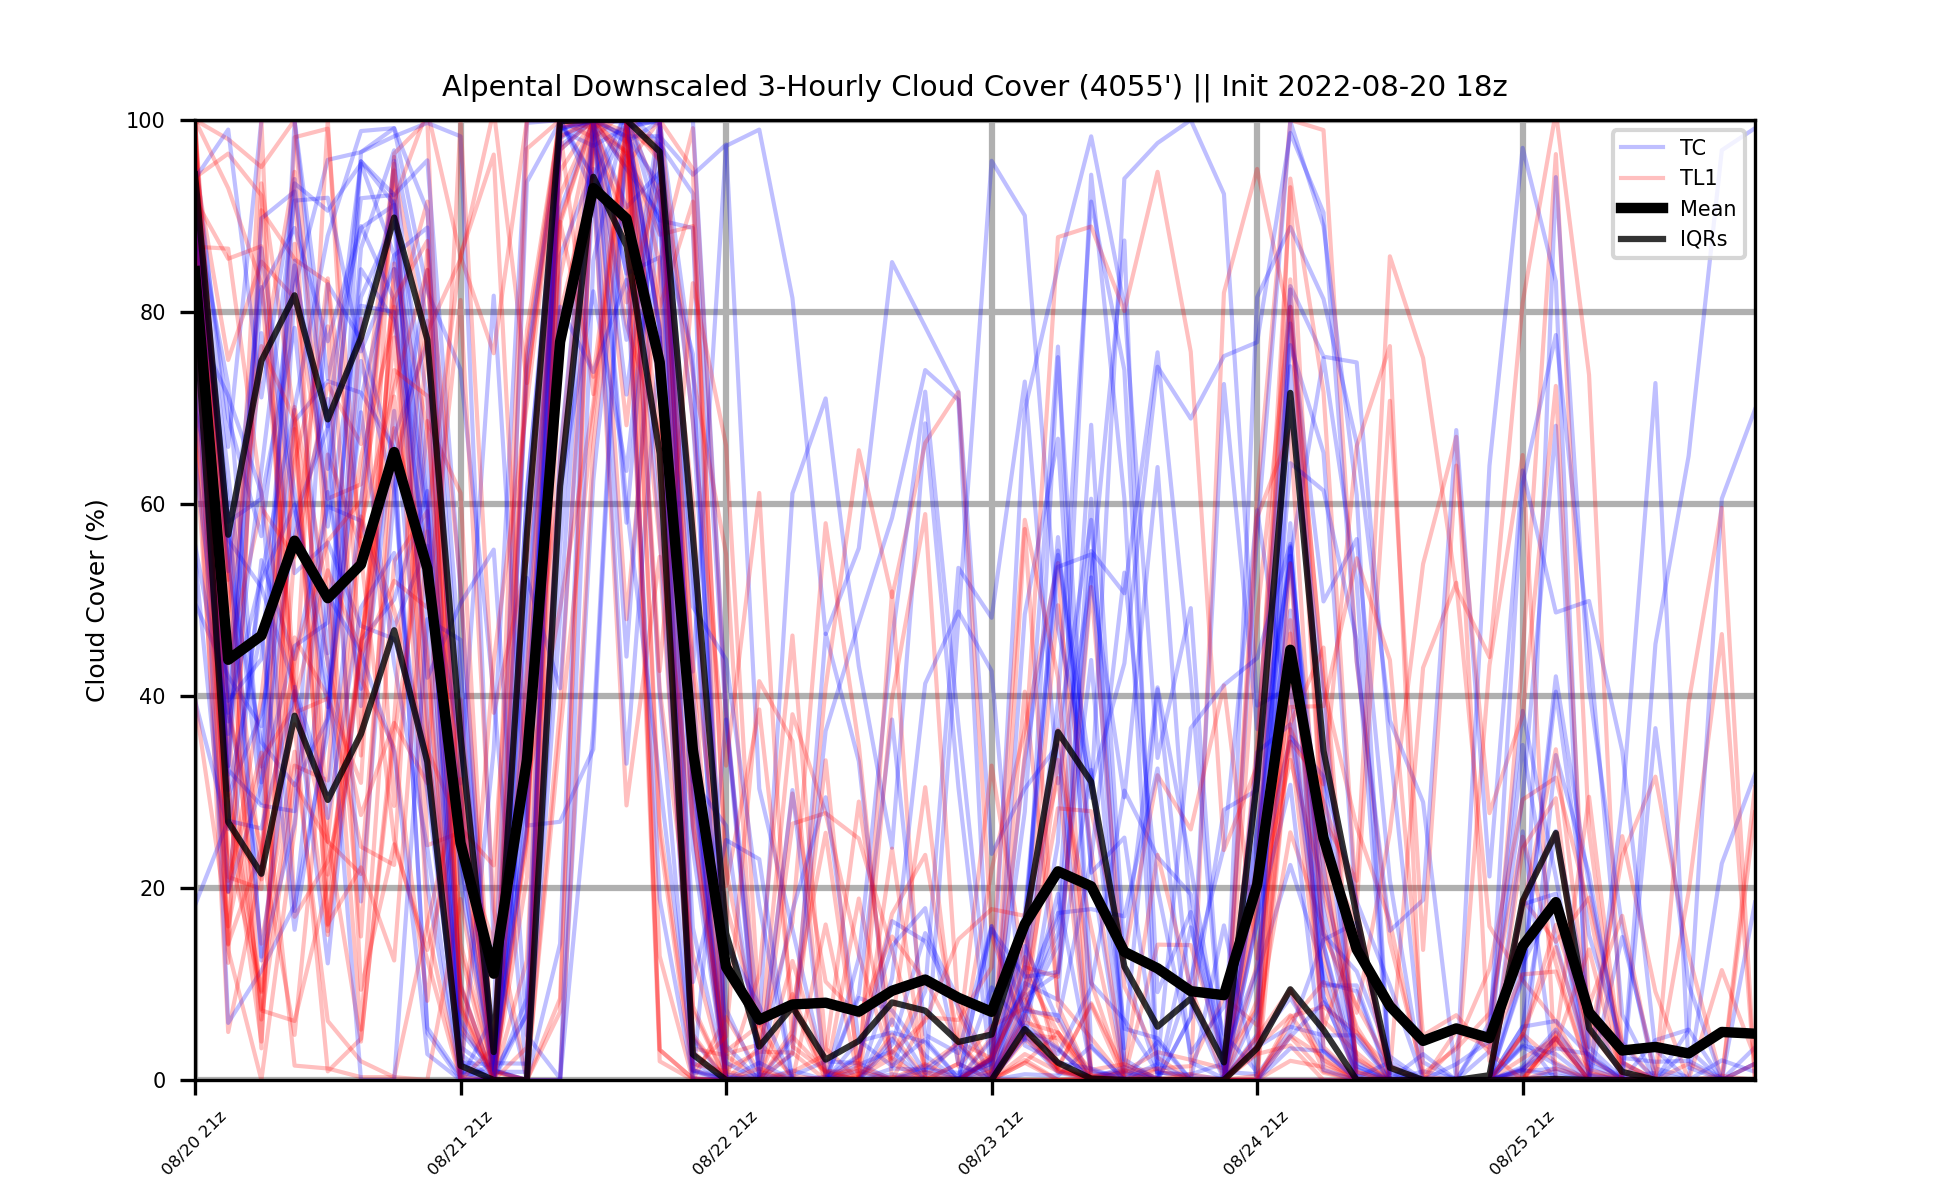 Alpental Downscaled 3-Hourly Cloud Cover (4055') || Init 2022-08-20 18z
Cloud Cover (%)
100
80
60
40
20
0
TC
TL1
Mean
IQRs
08/20 21z
08/21 21z
08/22 21z
08/23 21z
08/24 21z
08/25 21z